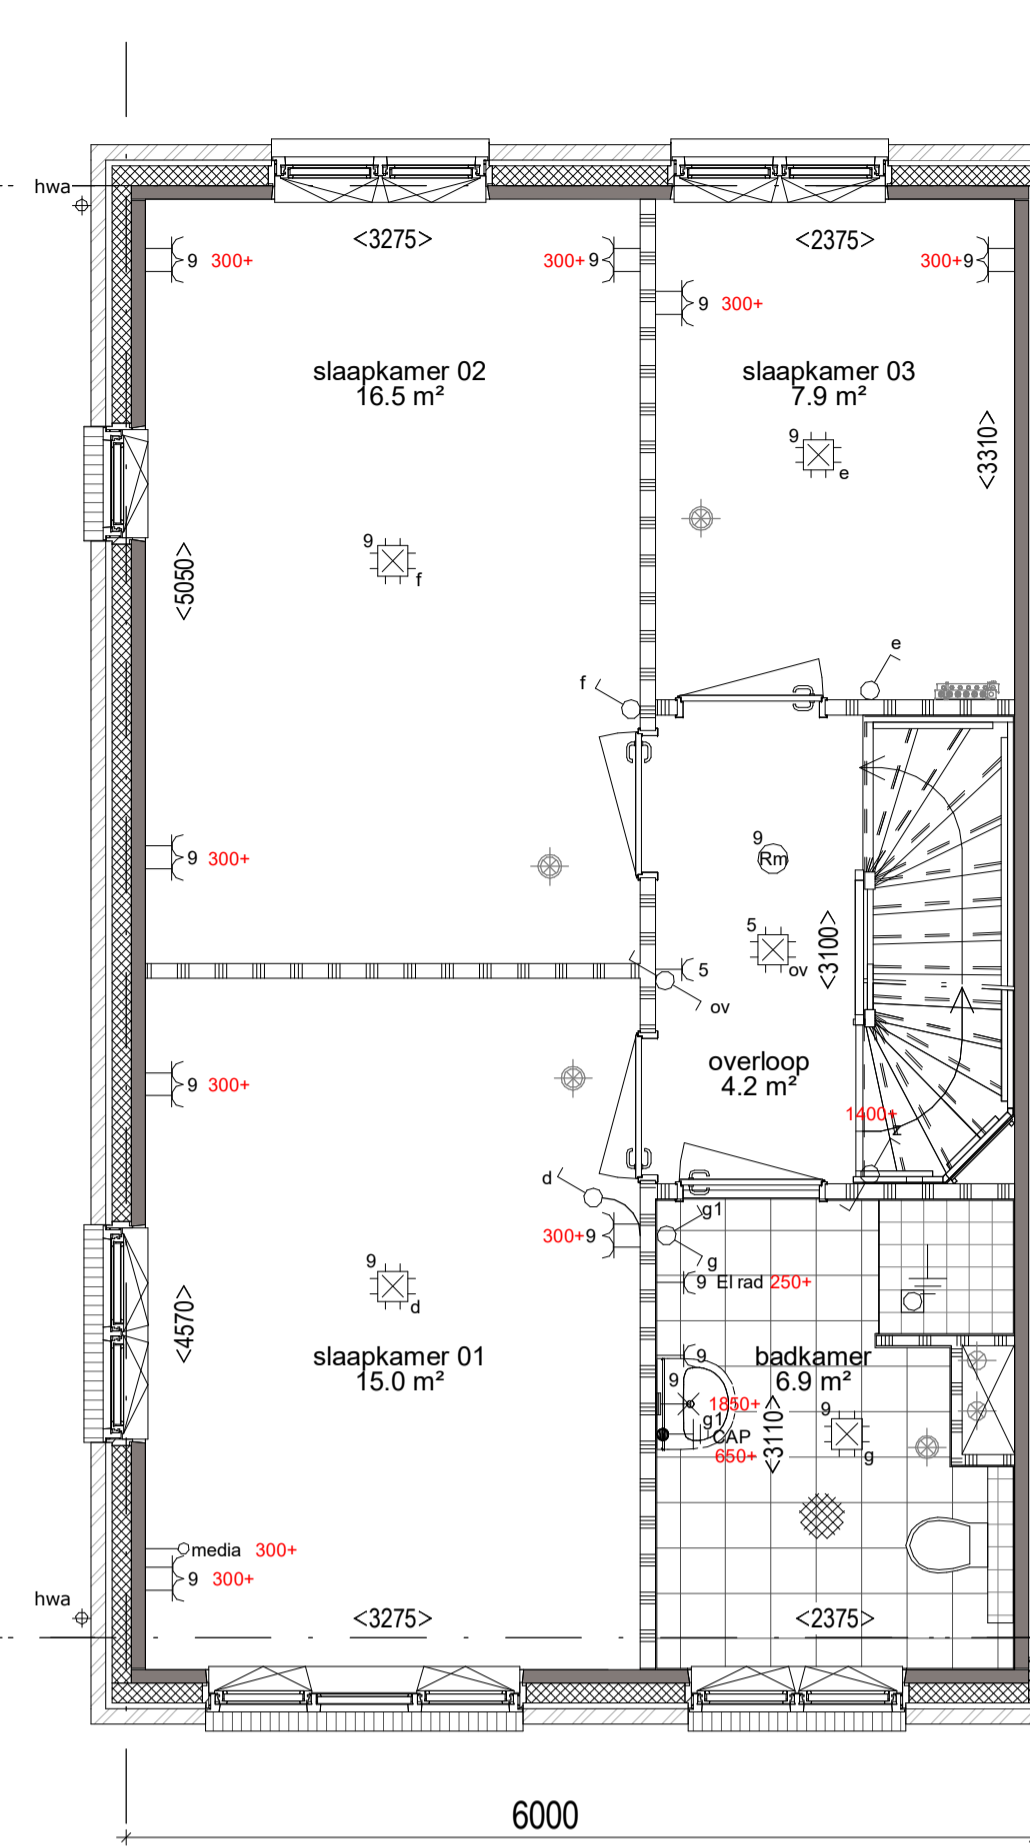 hwa
<3275>
<2375>
9 300+
300+ 9
300+ 9
9 300+
slaapkamer 02
16.5 m²
slaapkamer 03
7.9 m²
<3310>
9
e
9
f
<5050>
e
f
9 300+
9
Rm
5
ov
<3100>
5
ov
overloop
4.2 m²
9 300+
1400+
d
g1
300+ 9
g
9 El rad 250+
9
d
<4570>
slaapkamer 01
15.0 m²
badkamer
6.9 m²
9
9
1850+
g1
CAP
650+
<3110>
9
g
media 300+
9 300+
hwa
<3275>
<2375>
6000